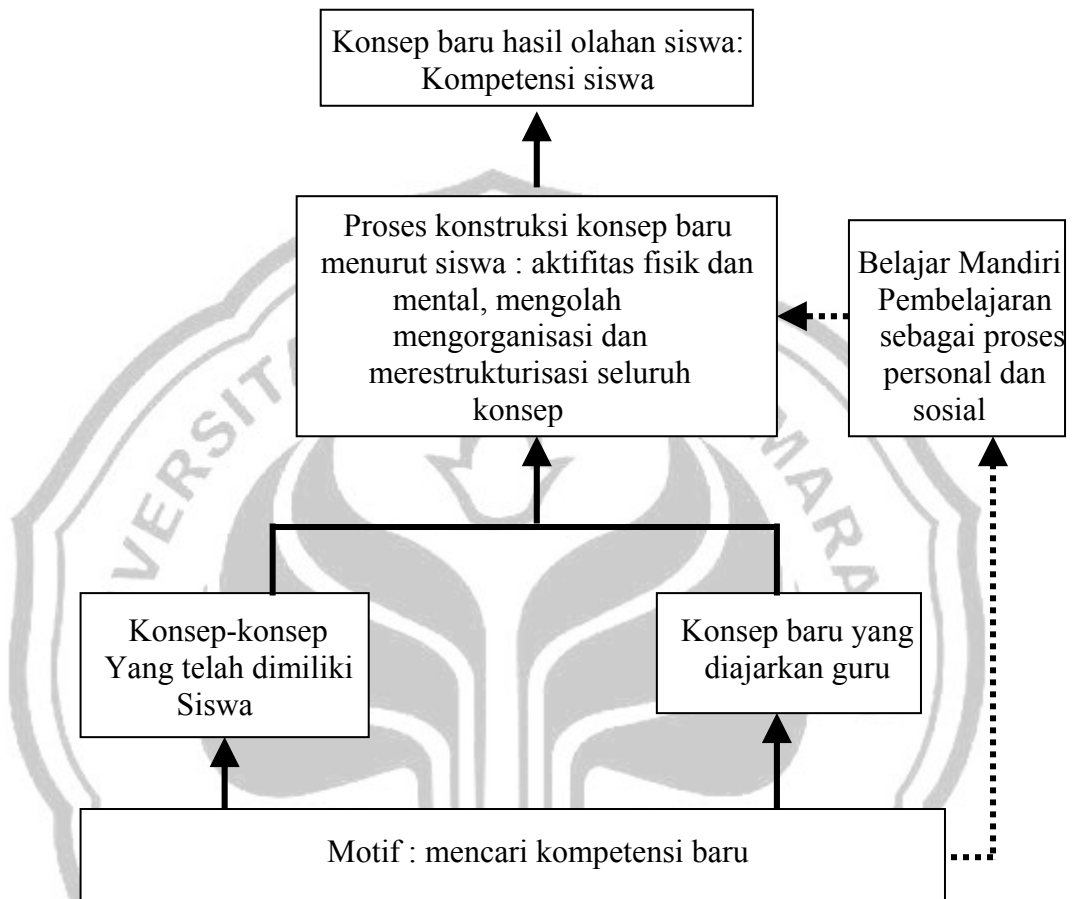 Konsep baru hasil olahan siswa:
Kompetensi siswa
Proses konstruksi konsep baru
menurut siswa : aktifitas fisik dan
mental, mengolah
mengorganisasi dan
merestrukturisasi seluruh
konsep
Belajar Mandiri
Pembelajaran
sebagai proses
personal dan
sosial
Konsep-konsep
Yang telah dimiliki
Siswa
Konsep baru yang
diajarkan guru
Motif : mencari kompetensi baru